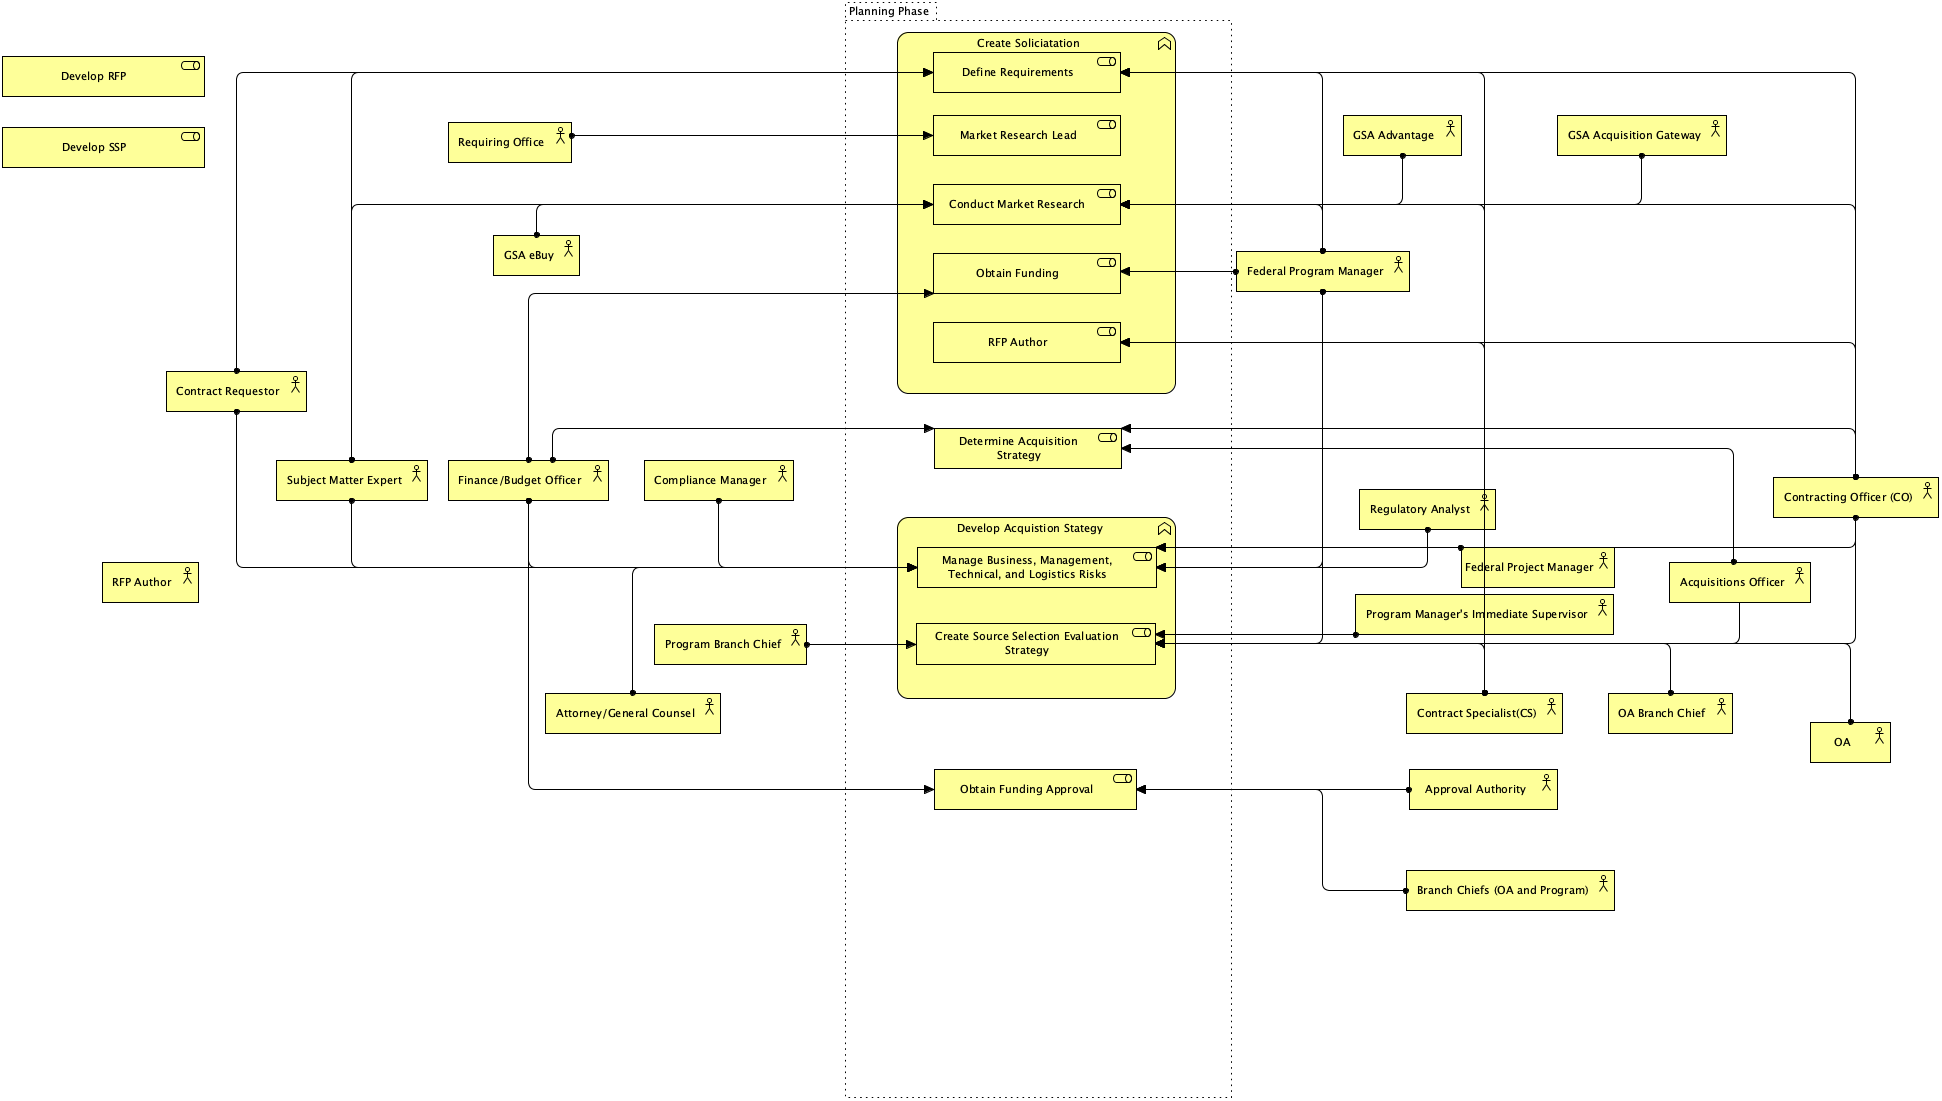 Planning Phase
Create Soliciatation
Develop RFP
Define Requirements
Develop SSP
Requiring Office
Market Research Lead
GSA Advantage
GSA Acquisition Gateway
Conduct Market Research
GSA eBuy
Obtain Funding
Federal Program Manager
RFP Author
Contract Requestor
Determine Acquisition
Strategy
Subject Matter Expert
Finance/Budget Officer
Compliance Manager
Contracting Officer (CO)
Regulatory Analyst
Develop Acquistion Stategy
Manage Business, Management,
Technical, and Logistics Risks
Federal Project Manager
RFP Author
Acquisitions Officer
Program Manager's Immediate Supervisor
Program Branch Chief
Create Source Selection Evaluation
Strategy
Attorney/General Counsel
Contract Specialist(CS)
OA Branch Chief
OA
Obtain Funding Approval
Approval Authority
Branch Chiefs (OA and Program)